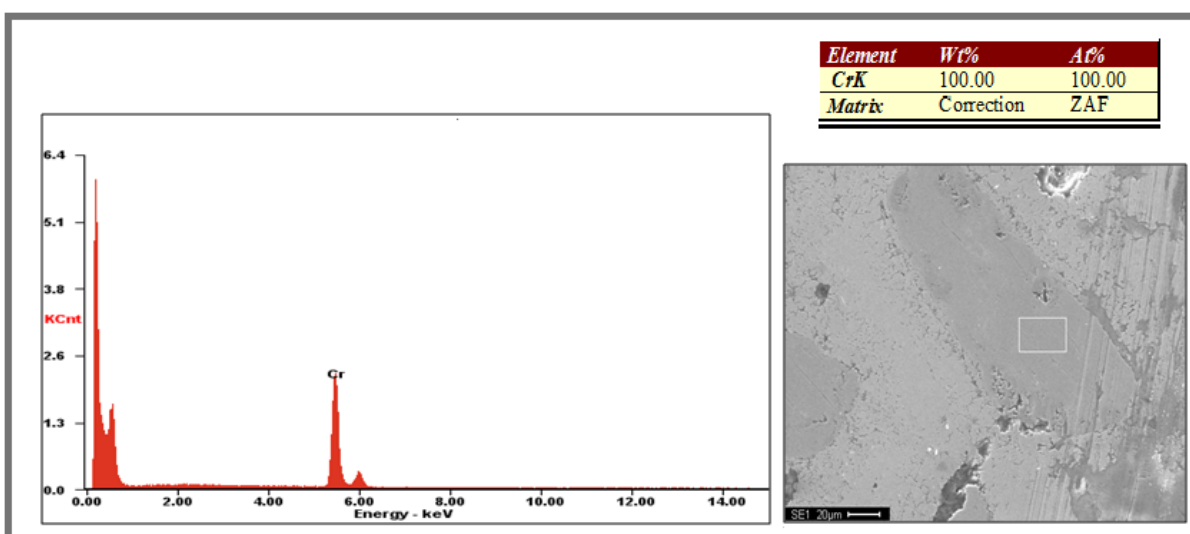 Element Wt% At%
CrK 100.00 100.00
Matrix Correction ZAF
6.4
5.1
3.8
KCnt
2.6
1.3
0.0
Cr
0.00 2.00 4.00 6.00 8.00 10.00 12.00 14.00
Energy - keV
SE1 20μm